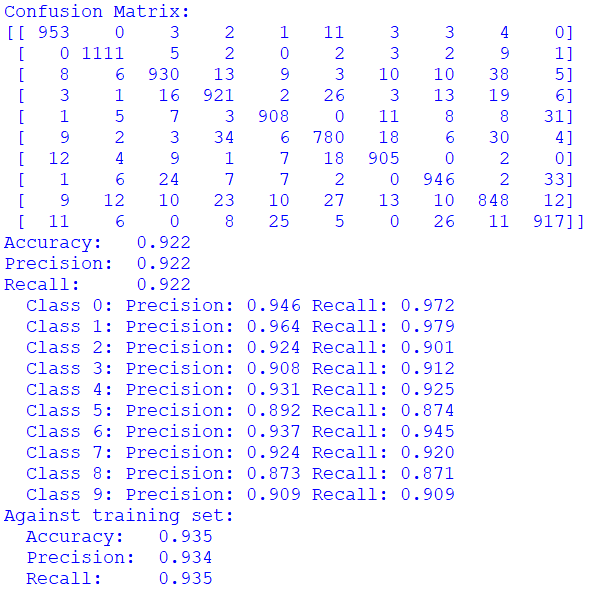 Confusion Matrix:
[[ 953    0    3    2    1   11    3    3    4    0]
 [   0 1111    5    2    0    2    3    2    9    1]
 [   8    6  930   13    9    3   10   10   38    5]
 [   3    1   16  921    2   26    3   13   19    6]
 [   1    5    7    3  908    0   11    8    8   31]
 [   9    2    3   34    6  780   18    6   30    4]
 [  12    4    9    1    7   18  905    0    2    0]
 [   1    6   24    7    7    2    0  946    2   33]
 [   9   12   10   23   10   27   13   10  848   12]
 [  11    6    0    8   25    5    0   26   11  917]]
Accuracy:   0.922
Precision:  0.922
Recall:     0.922
  Class 0: Precision: 0.946 Recall: 0.972
  Class 1: Precision: 0.964 Recall: 0.979
  Class 2: Precision: 0.924 Recall: 0.901
  Class 3: Precision: 0.908 Recall: 0.912
  Class 4: Precision: 0.931 Recall: 0.925
  Class 5: Precision: 0.892 Recall: 0.874
  Class 6: Precision: 0.937 Recall: 0.945
  Class 7: Precision: 0.924 Recall: 0.920
  Class 8: Precision: 0.873 Recall: 0.871
  Class 9: Precision: 0.909 Recall: 0.909
Against training set:
  Accuracy:   0.935
  Precision:  0.934
  Recall:     0.935